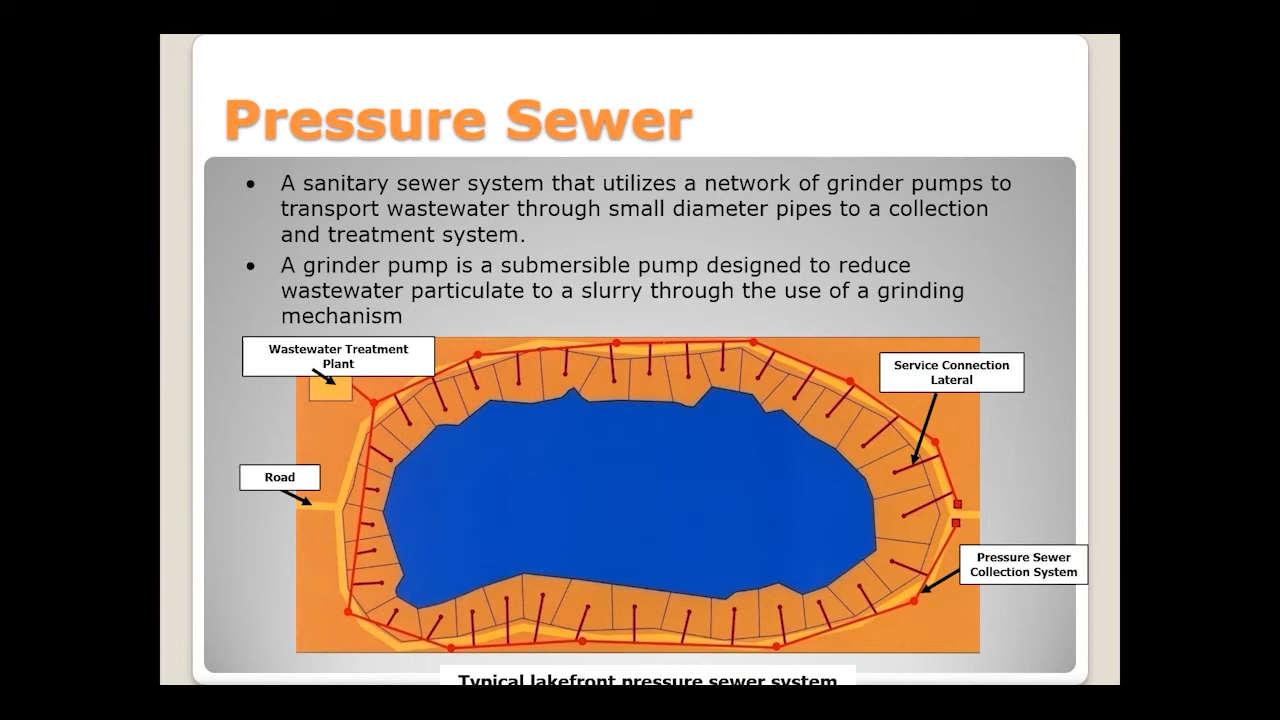 Pressure Sewer
• A sanitary sewer system that utilizes a network of grinder pumps to
transport wastewater through small diameter pipes to a collection
and treatment system.
• A grinder pump is a submersible pump designed to reduce
wastewater particulate to a slurry through the use of a grinding
mechanism
Wastewater Treatment
Plant
Service Connection
Lateral
Road
Pressure Sewer
Collection System
Typical lakefront pressure sewer system